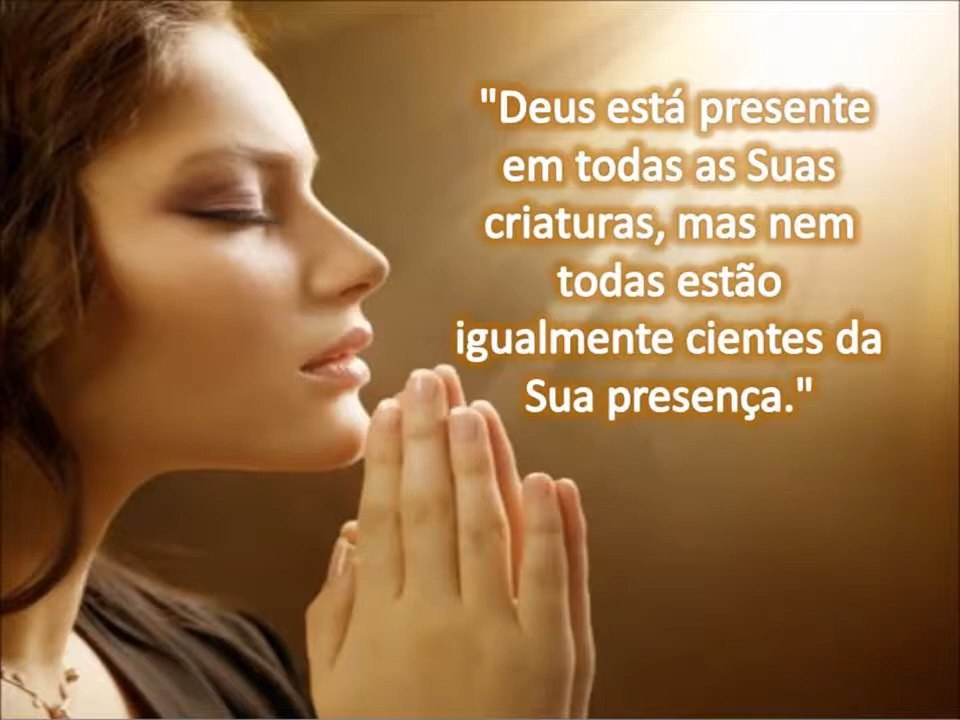 "Deus está presente
em todas as Suas
criaturas, mas nem
todas estão
igualmente cientes da
Sua presença."